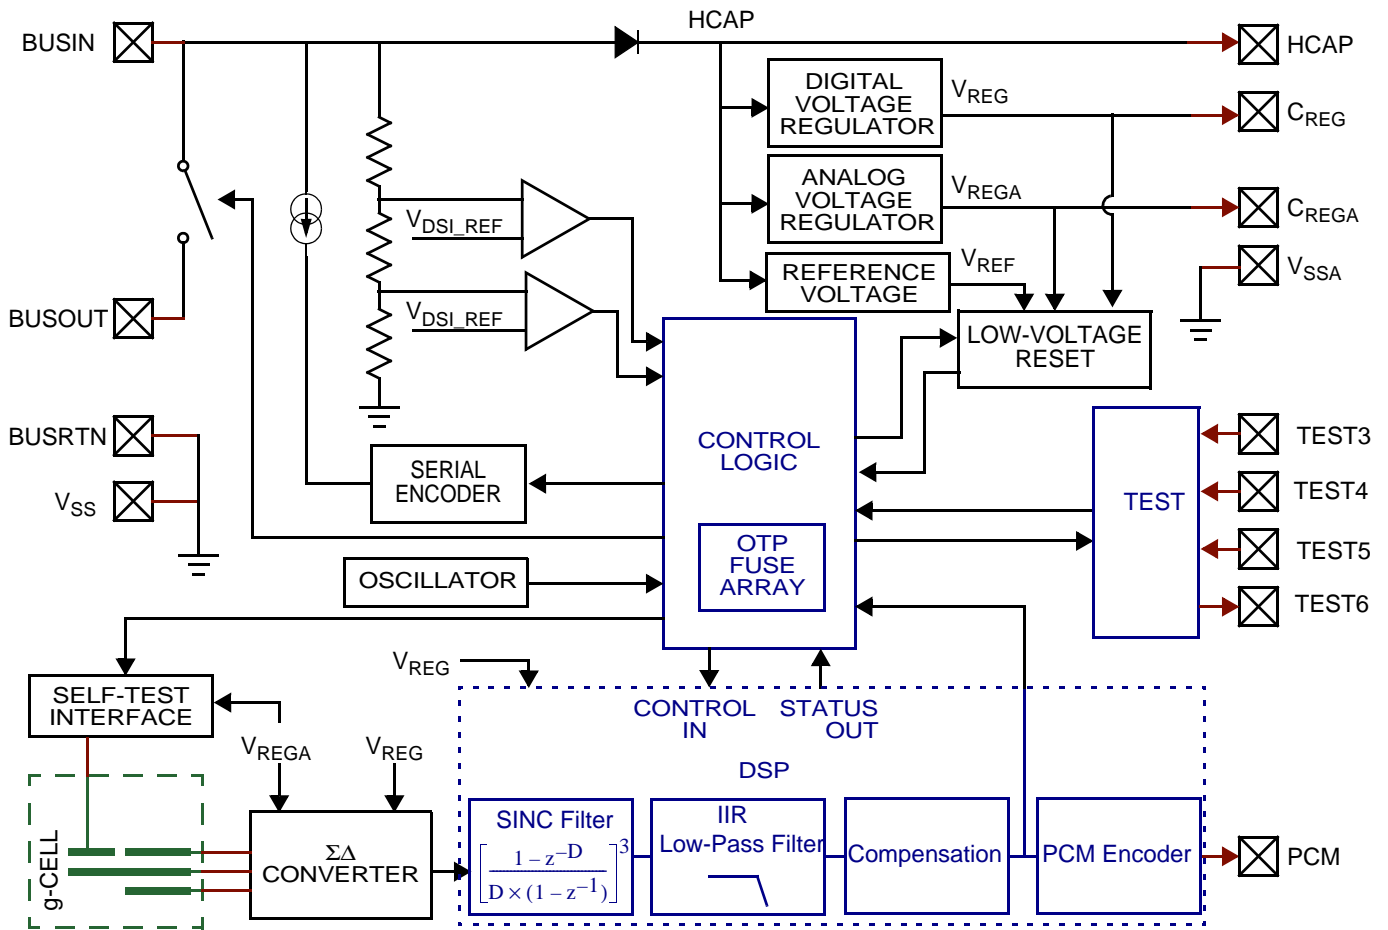 BUSIN
HCAP
HCAP
DIGITAL
VOLTAGE
REGULATOR
VREG
CREG
ANALOG
VOLTAGE
REGULATOR
VREGA
CREGA
VDSI_REF
REFERENCE
VOLTAGE
VREF
VSSA
BUSOUT
VDSI_REF
LOW-VOLTAGE
RESET
BUSRTN
CONTROL
LOGIC
TEST3
SERIAL
ENCODER
VSS
TEST
TEST4
OTP
FUSE
ARRAY
TEST5
OSCILLATOR
TEST6
VREG
SELF-TEST
INTERFACE
CONTROL
IN
STATUS
OUT
VREGA
VREG
DSP
g-CELL
ΣΔ
CONVERTER
SINC Filter
[ (1 – z^–D) / (D × (1 – z^–1)) ]^3
IIR
Low-Pass Filter
Compensation
PCM Encoder
PCM